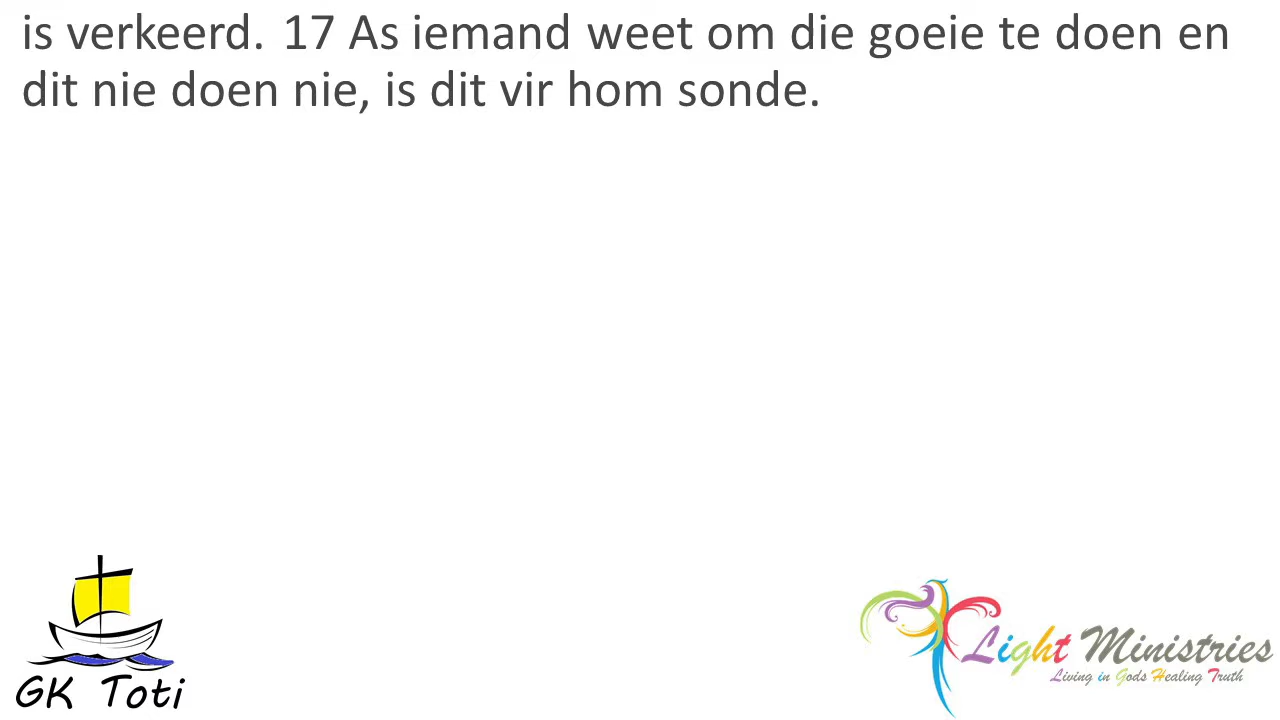 is verkeerd. 17 As iemand weet om die goeie te doen en
dit nie doen nie, is dit vir hom sonde.
GK Toti
Light Ministries
Living in Gods Healing Truth